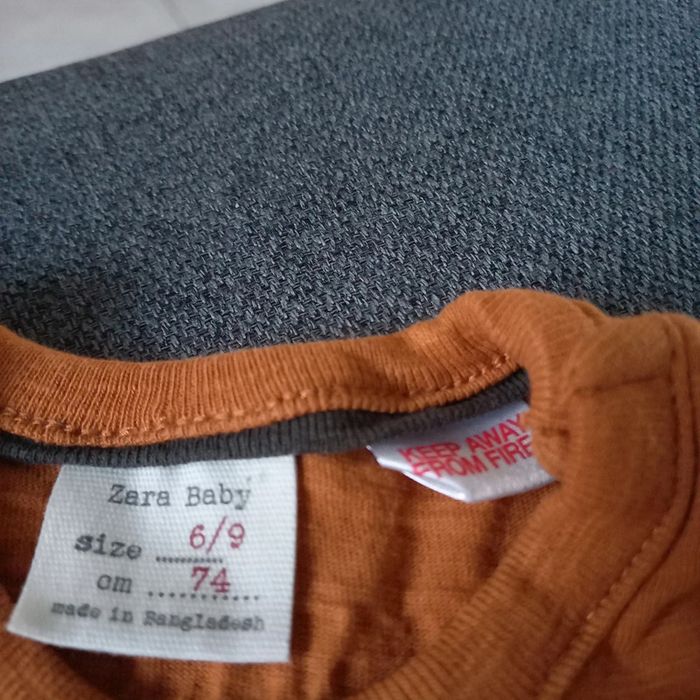 Zara Baby
size 6/9
cm 74
made in Bangladesh
KEEP AWAY
FROM FIRE